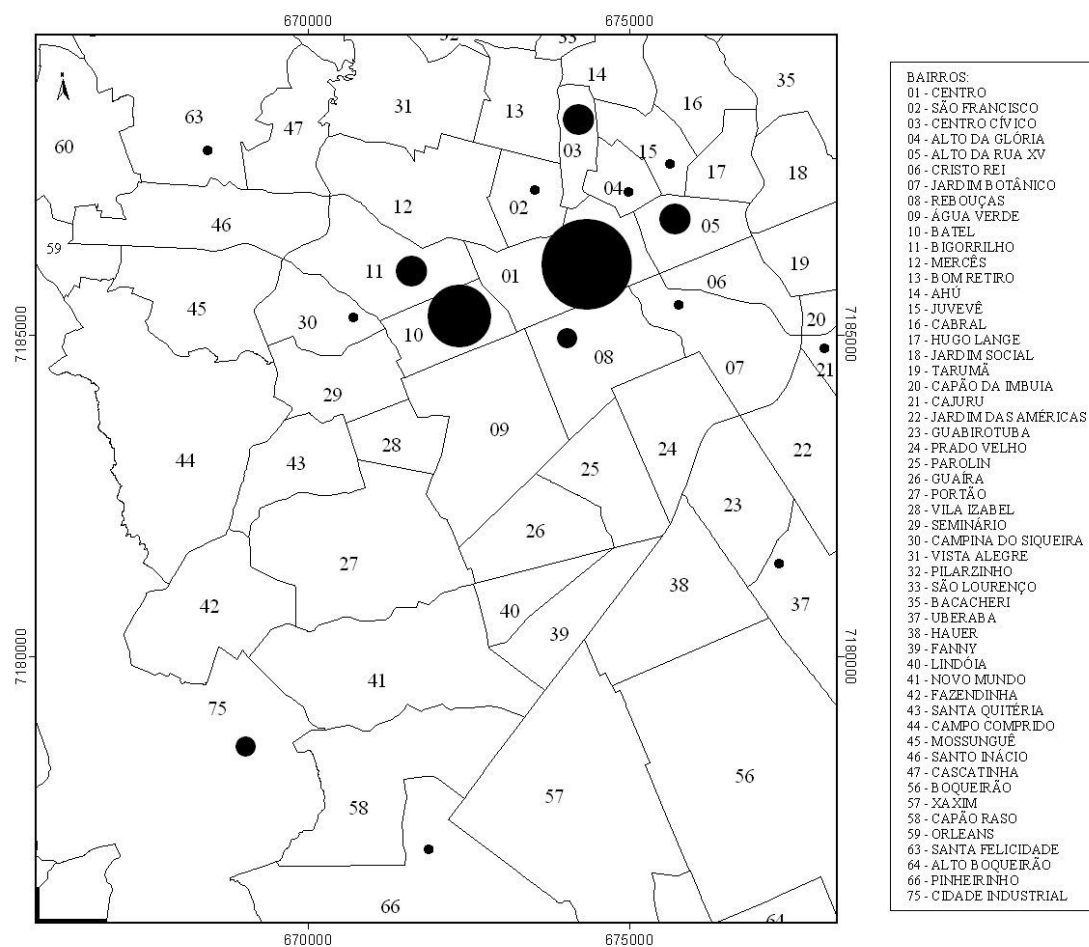 670000 675000
32 33
14
35
31 13 16
63 47
60 03 15
17 18
04
12 02
46 05
59 11 01 19
06
45
30 20
10
7185000 7185000
08 07 21
29
09
28 24 22
44 43 25
23
26
27
38
42 40 37
39
7180000 7180000
41
75
56
57
58
66
64
670000 675000
BAIRROS:
01 - CENTRO
02 - SÃO FRANCISCO
03 - CENTRO CÍVICO
04 - ALTO DA GLÓRIA
05 - ALTO DA RUA XV
06 - CRISTO REI
07 - JARDIM BOTÂNICO
08 - REBOUÇAS
09 - ÁGUA VERDE
10 - BATEL
11 - BIGORRILHO
12 - MERCÊS
13 - BOM RETIRO
14 - AHÚ
15 - JUVEVÊ
16 - CABRAL
17 - HUGO LANGE
18 - JARDIM SOCIAL
19 - TARUMÃ
20 - CAPÃO DA IMBUIA
21 - CAJURU
22 - JARDIM DAS AMÉRICAS
23 - GUABIROTUBA
24 - PRADO VELHO
25 - PAROLIN
26 - GUAÍRA
27 - PORTÃO
28 - VILA IZABEL
29 - SEMINÁRIO
30 - CAMPINA DO SIQUEIRA
31 - VISTA ALEGRE
32 - PILARZINHO
33 - SÃO LOURENÇO
35 - BACACHERI
37 - UBERABA
38 - HAUER
39 - FANNY
40 - LINDÓIA
41 - NOVO MUNDO
42 - FAZENDINHA
43 - SANTA QUITÉRIA
44 - CAMPO COMPRIDO
45 - MOSSUNGUÊ
46 - SANTO INÁCIO
47 - CASCATINHA
56 - BOQUEIRÃO
57 - XAXIM
58 - CAPÃO RASO
59 - ORLEANS
63 - SANTA FELICIDADE
64 - ALTO BOQUEIRÃO
66 - PINHEIRINHO
75 - CIDADE INDUSTRIAL